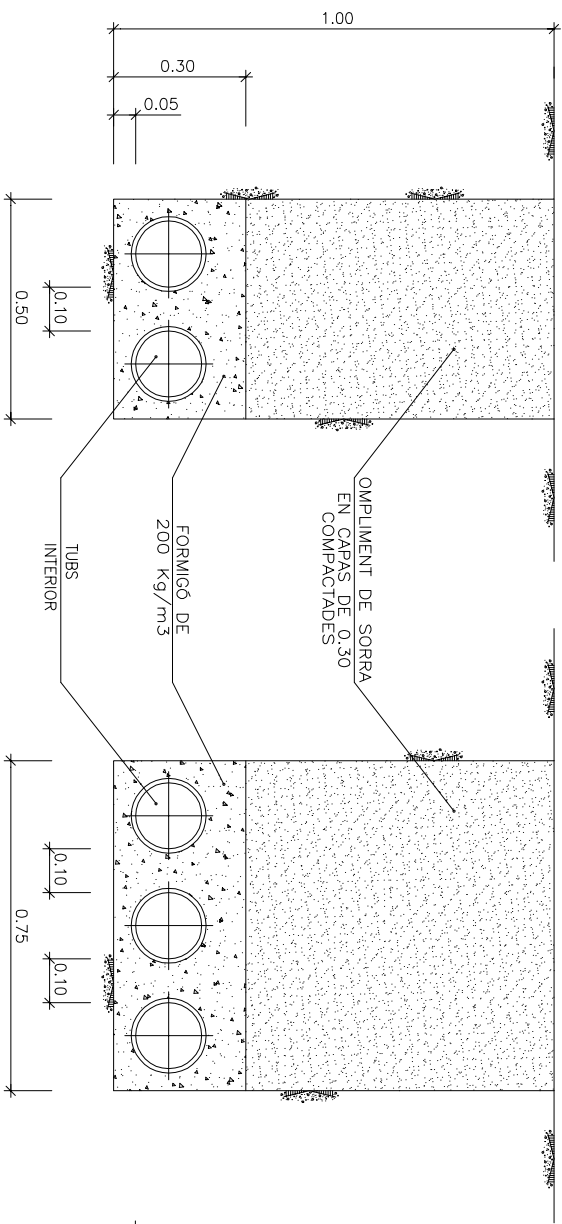 1.00
0.30
0.05
0.10
0.50
OMPLIMENT DE SORRA
EN CAPAS DE 0.30
COMPACTADES
FORMIGÓ DE
200 Kg/m3
TUBS
INTERIOR
0.10
0.10
0.75